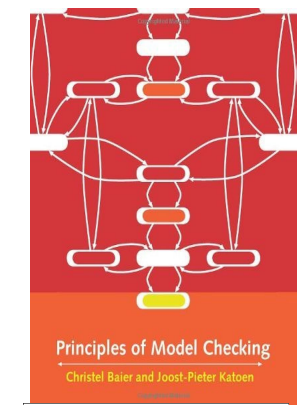 Principles of Model Checking
Christel Baier and Joost-Pieter Katoen